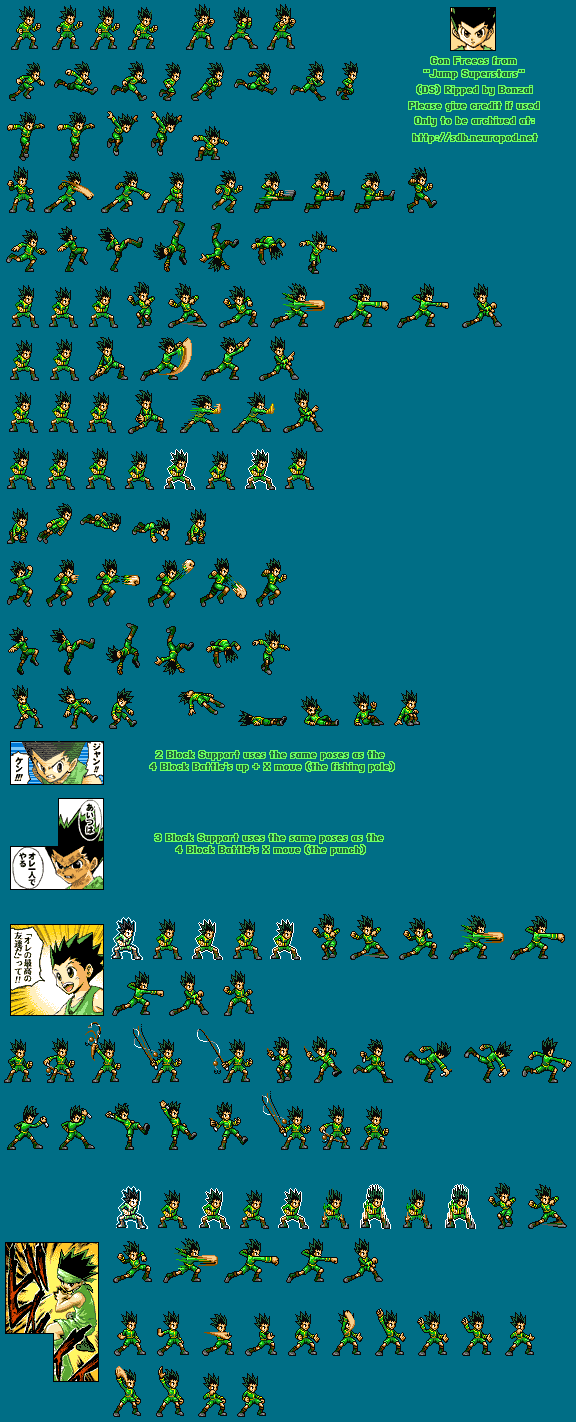 Gon Freecs from
"Jump Superstars"
(DS) Ripped by Bonzai
Please give credit if used
Only to be archived at:
http://sdb.neuropod.net
ジャン!!
ケン!!!
2 Block Support uses the same poses as the
4 Block Battle's up + X move (the fishing pole)
あいつは
オレ一人で
やる
3 Block Support uses the same poses as the
4 Block Battle's X move (the punch)
「オレの最高の
友達だ」って!!